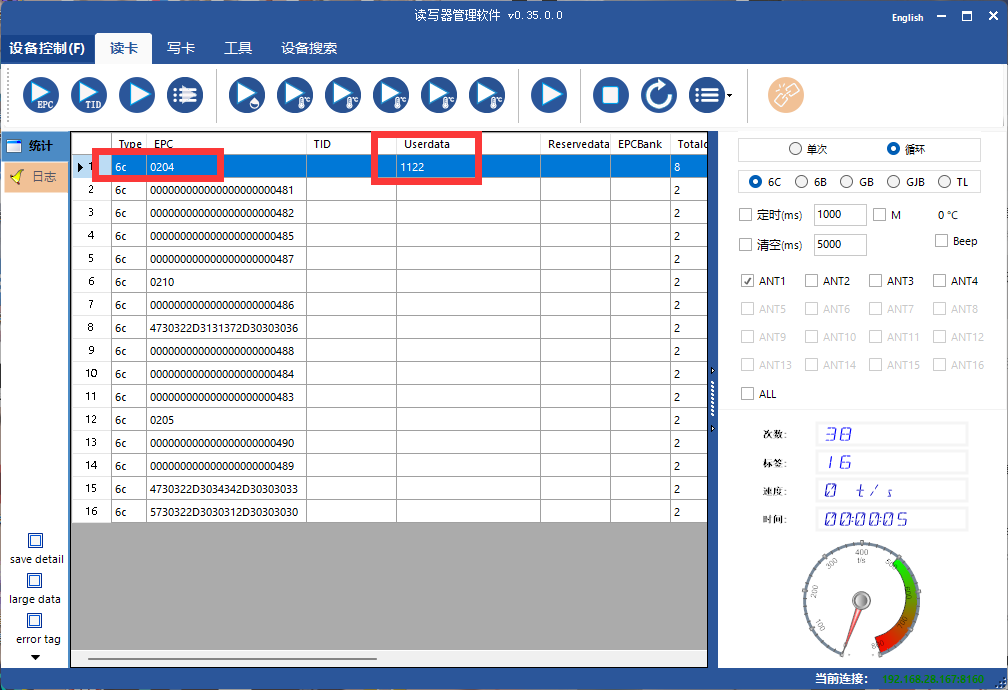 读写器管理软件 v0.35.0.0
English
设备控制(F) 读卡 写卡 工具 设备搜索
EPC TID ℃ ℃ ℃ ℃ ℃
统计
日志
save detail
large data
error tag
Type EPC TID Userdata Reservedata EPCBank Totalc
1 6c 0204 1122 8
2 6c 000000000000000000000481 2
3 6c 000000000000000000000482 2
4 6c 000000000000000000000485 2
5 6c 000000000000000000000487 2
6 6c 0210 2
7 6c 000000000000000000000486 2
8 6c 4730322D3131372D30303036 2
9 6c 000000000000000000000488 2
10 6c 000000000000000000000484 2
11 6c 000000000000000000000483 2
12 6c 0205 2
13 6c 000000000000000000000490 2
14 6c 000000000000000000000489 2
15 6c 4730322D3034342D30303033 2
16 6c 5730322D3030312D30303030 2
单次 循环
6C 6B GB GJB TL
定时(ms) 1000 M 0 ℃
清空(ms) 5000 Beep
ANT1 ANT2 ANT3 ANT4
ANT5 ANT6 ANT7 ANT8
ANT9 ANT10 ANT11 ANT12
ANT13 ANT14 ANT15 ANT16
ALL
次数: 38
标签: 16
速度: 0 t/s
时间: 00:00:05
400
t/s
300
200
100
当前连接: